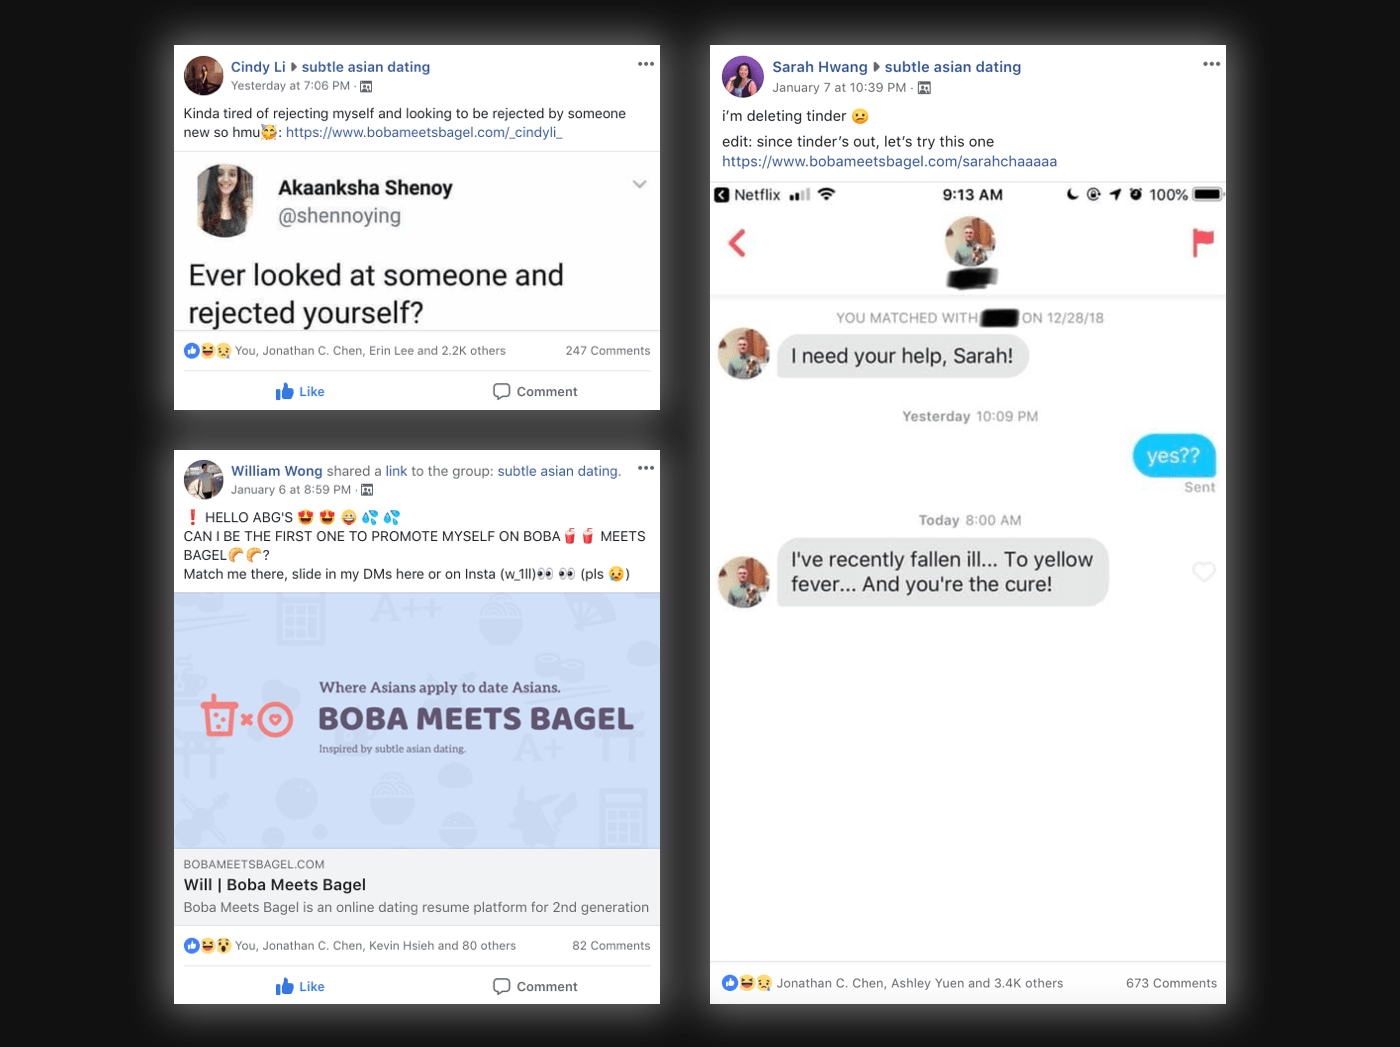 Cindy Li ▸ subtle asian dating
Yesterday at 7:06 PM ·
Kinda tired of rejecting myself and looking to be rejected by someone
new so hmu🥳: https://www.bobameetsbagel.com/_cindyli_
Akaanksha Shenoy
@shennoying
Ever looked at someone and
rejected yourself?
You, Jonathan C. Chen, Erin Lee and 2.2K others 247 Comments
Like Comment
William Wong shared a link to the group: subtle asian dating.
January 6 at 8:59 PM ·
❗ HELLO ABG'S 🤩 🤩 😁 💦 💦
CAN I BE THE FIRST ONE TO PROMOTE MYSELF ON BOBA🥤🥤 MEETS
BAGEL🥐🥐?
Match me there, slide in my DMs here or on Insta (w_1ll)👀 👀 (pls 😥)
A++
Where Asians apply to date Asians.
BOBA MEETS BAGEL
Inspired by subtle asian dating.
A+
BOBAMEETSBAGEL.COM
Will | Boba Meets Bagel
Boba Meets Bagel is an online dating resume platform for 2nd generation
You, Jonathan C. Chen, Kevin Hsieh and 80 others 82 Comments
Like Comment
Sarah Hwang ▸ subtle asian dating
January 7 at 10:39 PM ·
i'm deleting tinder 😕
edit: since tinder's out, let's try this one
https://www.bobameetsbagel.com/sarahchaaaaa
Netflix 9:13 AM 100%
YOU MATCHED WITH ON 12/28/18
I need your help, Sarah!
Yesterday 10:09 PM
yes??
Sent
Today 8:00 AM
I've recently fallen ill... To yellow
fever... And you're the cure!
Jonathan C. Chen, Ashley Yuen and 3.4K others 673 Comments